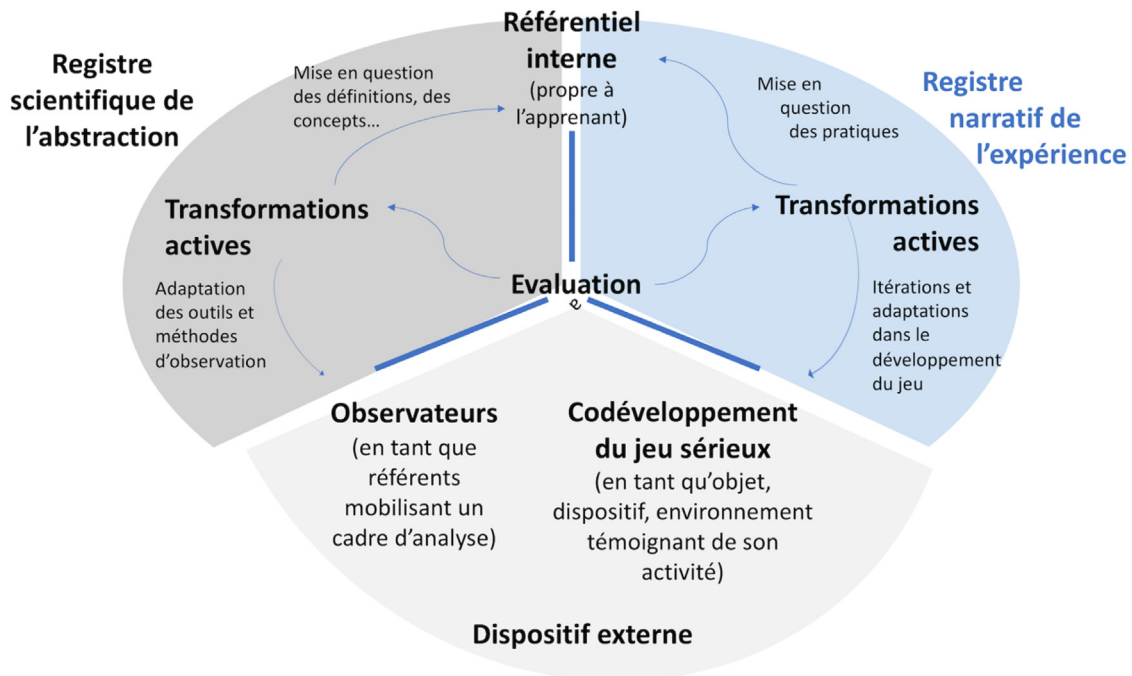 Référentiel
interne
(propre à
l’apprenant)
Registre
scientifique de
l’abstraction
Mise en question
des définitions, des
concepts…
Mise en
question
des pratiques
Registre
narratif de
l’expérience
Transformations
actives
Transformations
actives
Evaluation
Adaptation
des outils et
méthodes
d’observation
Itérations et
adaptations
dans le
développement
du jeu
Observateurs
(en tant que
référents
mobilisant un
cadre d’analyse)
Codéveloppement
du jeu sérieux
(en tant qu’objet,
dispositif, environnement
témoignant de son
activité)
Dispositif externe